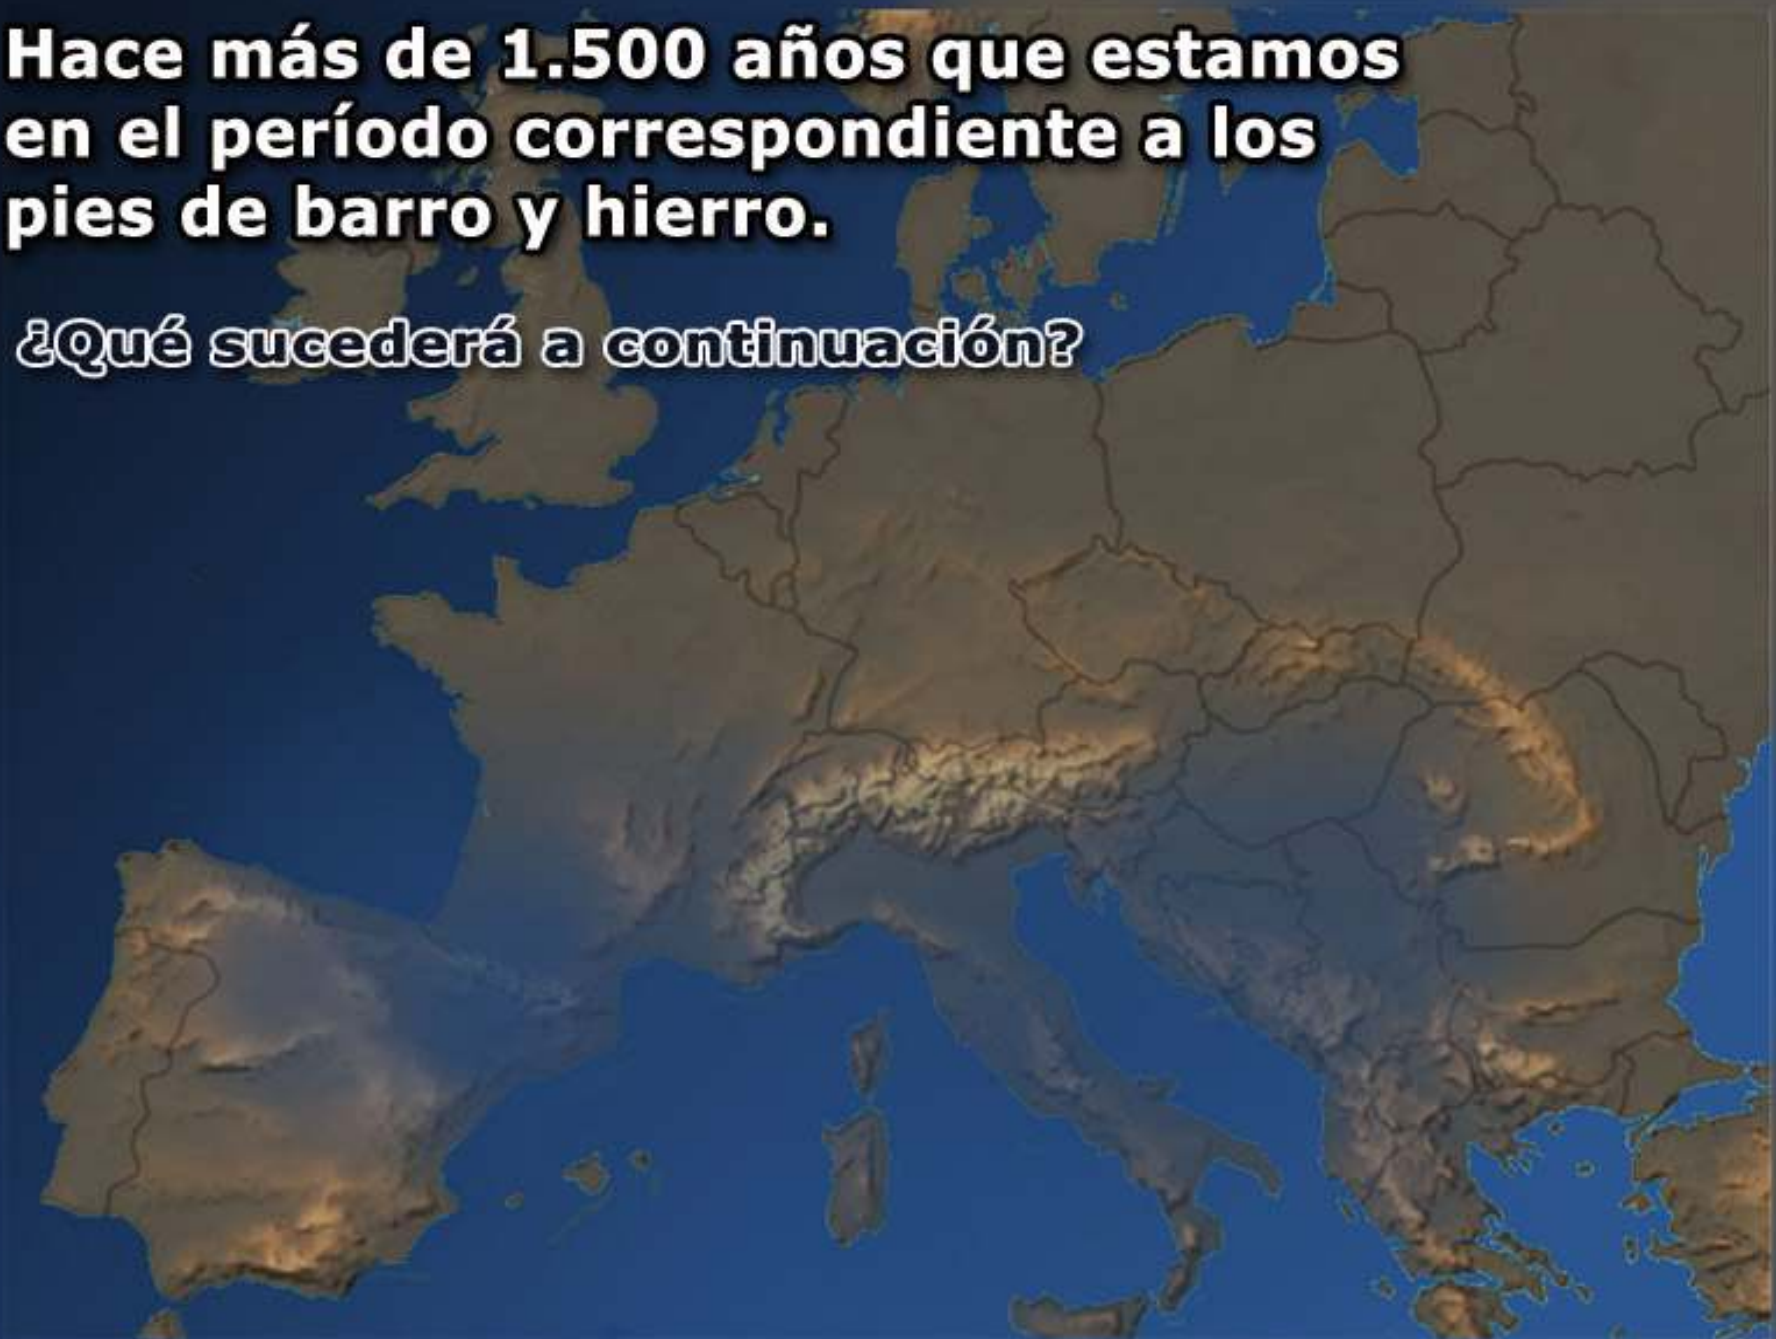 Hace más de 1.500 años que estamos
en el período correspondiente a los
pies de barro y hierro.
¿Qué sucederá a continuación?